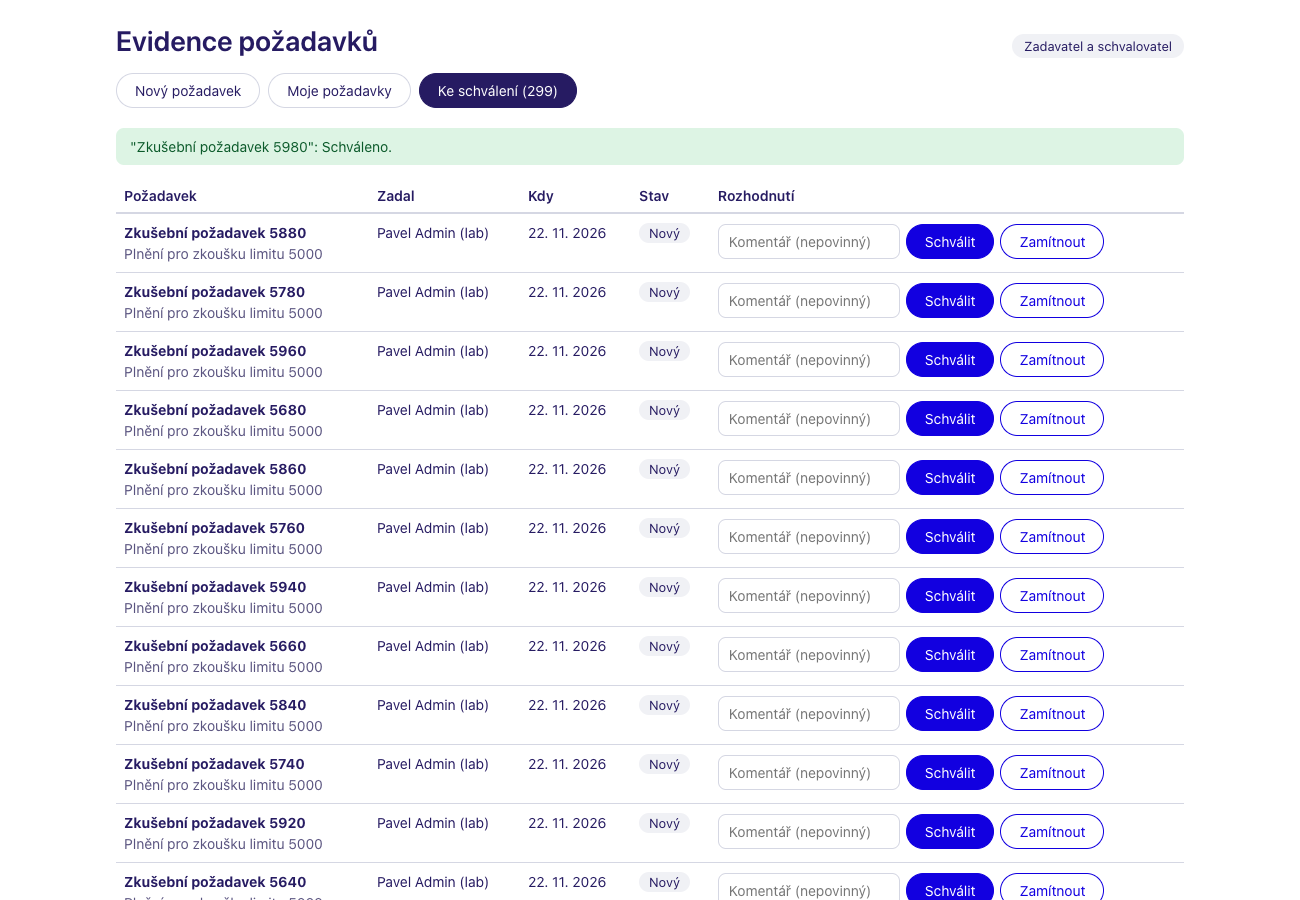 Evidence požadavků
Zadavatel a schvalovatel
Nový požadavek
Moje požadavky
Ke schválení (299)
"Zkušební požadavek 5980": Schváleno.
Požadavek Zadal Kdy Stav Rozhodnutí
Zkušební požadavek 5880 Pavel Admin (lab) 22. 11. 2026 Nový Komentář (nepovinný) Schválit Zamítnout
Plnění pro zkoušku limitu 5000
Zkušební požadavek 5780 Pavel Admin (lab) 22. 11. 2026 Nový Komentář (nepovinný) Schválit Zamítnout
Plnění pro zkoušku limitu 5000
Zkušební požadavek 5960 Pavel Admin (lab) 22. 11. 2026 Nový Komentář (nepovinný) Schválit Zamítnout
Plnění pro zkoušku limitu 5000
Zkušební požadavek 5680 Pavel Admin (lab) 22. 11. 2026 Nový Komentář (nepovinný) Schválit Zamítnout
Plnění pro zkoušku limitu 5000
Zkušební požadavek 5860 Pavel Admin (lab) 22. 11. 2026 Nový Komentář (nepovinný) Schválit Zamítnout
Plnění pro zkoušku limitu 5000
Zkušební požadavek 5760 Pavel Admin (lab) 22. 11. 2026 Nový Komentář (nepovinný) Schválit Zamítnout
Plnění pro zkoušku limitu 5000
Zkušební požadavek 5940 Pavel Admin (lab) 22. 11. 2026 Nový Komentář (nepovinný) Schválit Zamítnout
Plnění pro zkoušku limitu 5000
Zkušební požadavek 5660 Pavel Admin (lab) 22. 11. 2026 Nový Komentář (nepovinný) Schválit Zamítnout
Plnění pro zkoušku limitu 5000
Zkušební požadavek 5840 Pavel Admin (lab) 22. 11. 2026 Nový Komentář (nepovinný) Schválit Zamítnout
Plnění pro zkoušku limitu 5000
Zkušební požadavek 5740 Pavel Admin (lab) 22. 11. 2026 Nový Komentář (nepovinný) Schválit Zamítnout
Plnění pro zkoušku limitu 5000
Zkušební požadavek 5920 Pavel Admin (lab) 22. 11. 2026 Nový Komentář (nepovinný) Schválit Zamítnout
Plnění pro zkoušku limitu 5000
Zkušební požadavek 5640 Pavel Admin (lab) 22. 11. 2026 Nový Komentář (nepovinný) Schválit Zamítnout